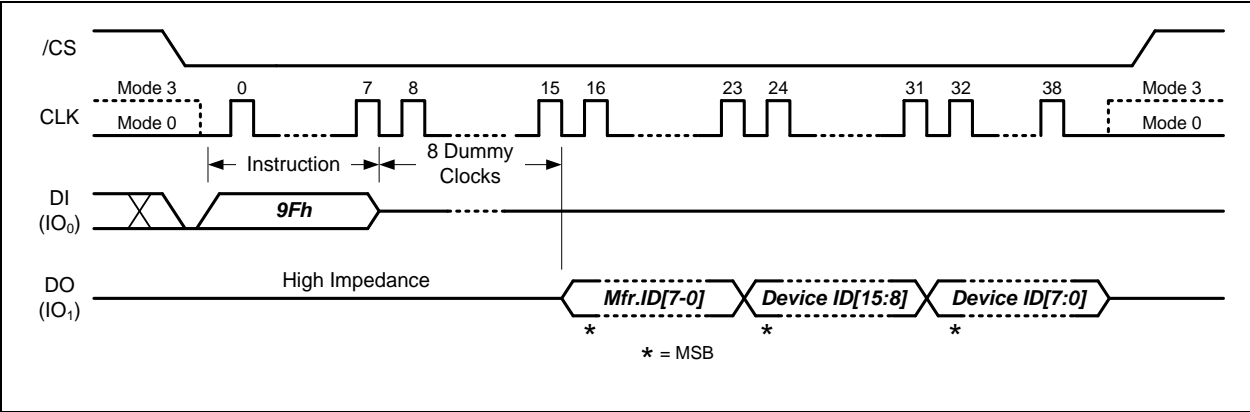 /CS
Mode 3 0 7 8 15 16 23 24 31 32 38 Mode 3
CLK
Mode 0 Mode 0
Instruction 8 Dummy
Clocks
DI
(IO₀)
9Fh
DO
(IO₁)
High Impedance
Mfr.ID[7-0] Device ID[15:8] Device ID[7:0]
* * *
* = MSB